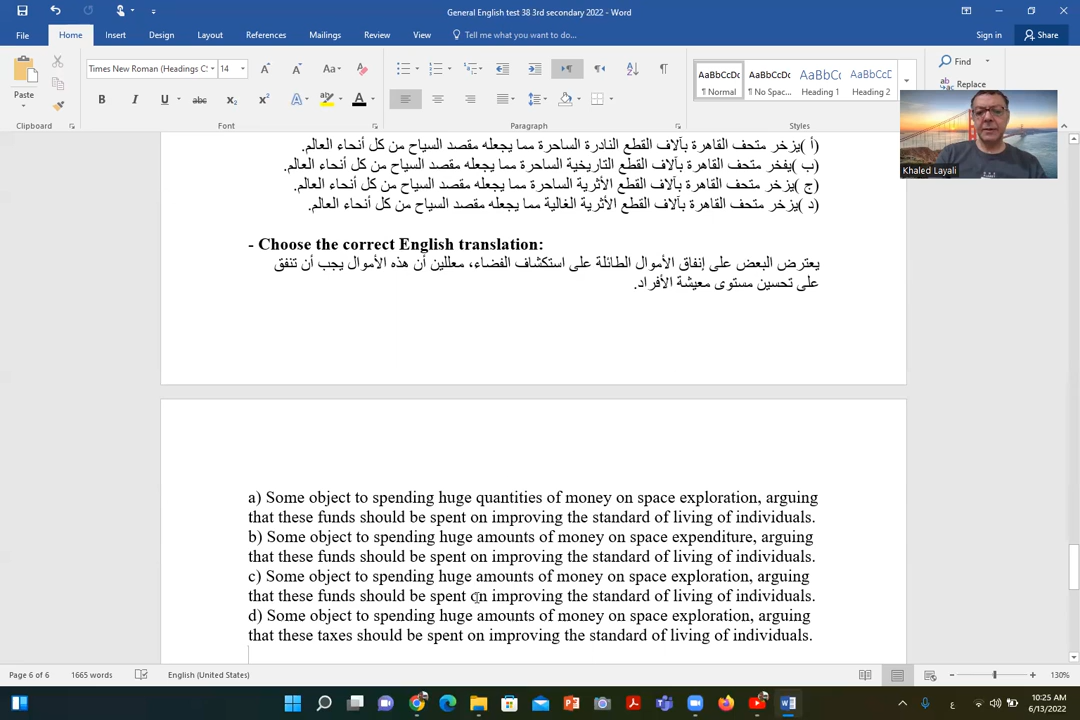 General English test 38 3rd secondary 2022 - Word
File Home Insert Design Layout References Mailings Review View Tell me what you want to do... Sign in Share
Paste
Times New Roman (Headings C: 14
AaBbCcDc AaBbCcDc AaBbCc AaBbCcD
¶ Normal ¶ No Spac... Heading 1 Heading 2
Find
Replace
Clipboard Font Paragraph Styles
Khaled Layali
(أ )يزخر متحف القاهرة بآلاف القطع النادرة الساحرة مما يجعله مقصد السياح من كل أنحاء العالم.
(ب )يفخر متحف القاهرة بآلاف القطع التاريخية الساحرة مما يجعله مقصد السياح من كل أنحاء العالم.
(ج )يزخر متحف القاهرة بآلاف القطع الأثرية الساحرة مما يجعله مقصد السياح من كل أنحاء العالم.
(د )يزخر متحف القاهرة بآلاف القطع الأثرية الغالية مما يجعله مقصد السياح من كل أنحاء العالم.
- Choose the correct English translation:
يعترض البعض على إنفاق الأموال الطائلة على استكشاف الفضاء، معللين أن هذه الأموال يجب أن تنفق
على تحسين مستوى معيشة الأفراد.
a) Some object to spending huge quantities of money on space exploration, arguing
that these funds should be spent on improving the standard of living of individuals.
b) Some object to spending huge amounts of money on space expenditure, arguing
that these funds should be spent on improving the standard of living of individuals.
c) Some object to spending huge amounts of money on space exploration, arguing
that these funds should be spent on improving the standard of living of individuals.
d) Some object to spending huge amounts of money on space exploration, arguing
that these taxes should be spent on improving the standard of living of individuals.
Page 6 of 6 1665 words English (United States) 130%
10:25 AM
6/13/2022